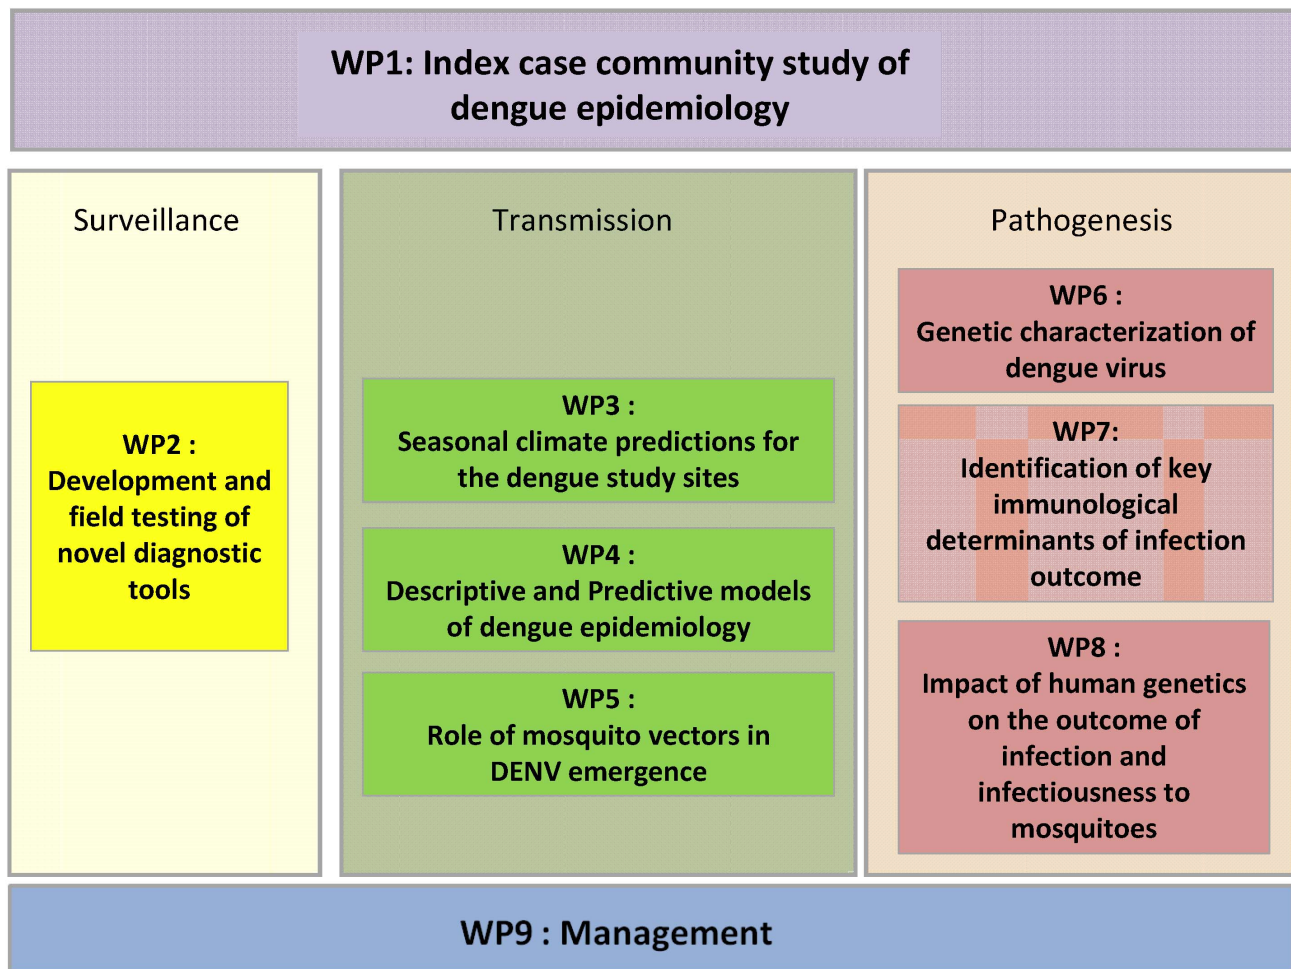 WP1: Index case community study of
dengue epidemiology
Surveillance
WP2 :
Development and
field testing of
novel diagnostic
tools
Transmission
WP3 :
Seasonal climate predictions for
the dengue study sites
WP4 :
Descriptive and Predictive models
of dengue epidemiology
WP5 :
Role of mosquito vectors in
DENV emergence
Pathogenesis
WP6 :
Genetic characterization of
dengue virus
WP7:
Identification of key
immunological
determinants of infection
outcome
WP8 :
Impact of human genetics
on the outcome of
infection and
infectiousness to
mosquitoes
WP9 : Management